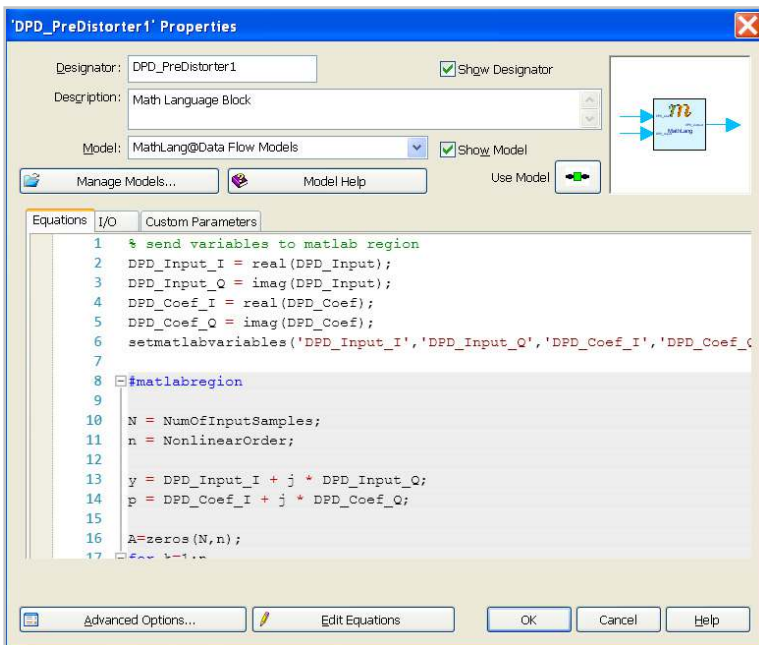 'DPD_PreDistorter1' Properties
Designator: DPD_PreDistorter1
Show Designator
Description: Math Language Block
Model: MathLang@Data Flow Models
Show Model
Manage Models...
Model Help
Use Model
m
MathLang
Equations I/O Custom Parameters
1 % send variables to matlab region
2 DPD_Input_I = real(DPD_Input);
3 DPD_Input_Q = imag(DPD_Input);
4 DPD_Coef_I = real(DPD_Coef);
5 DPD_Coef_Q = imag(DPD_Coef);
6 setmatlabvariables('DPD_Input_I','DPD_Input_Q','DPD_Coef_I','DPD_Coef_Q
7
8 #matlabregion
9
10 N = NumOfInputSamples;
11 n = NonlinearOrder;
12
13 y = DPD_Input_I + j * DPD_Input_Q;
14 p = DPD_Coef_I + j * DPD_Coef_Q;
15
16 A=zeros(N,n);
17 for k=1:n
Advanced Options... Edit Equations OK Cancel Help